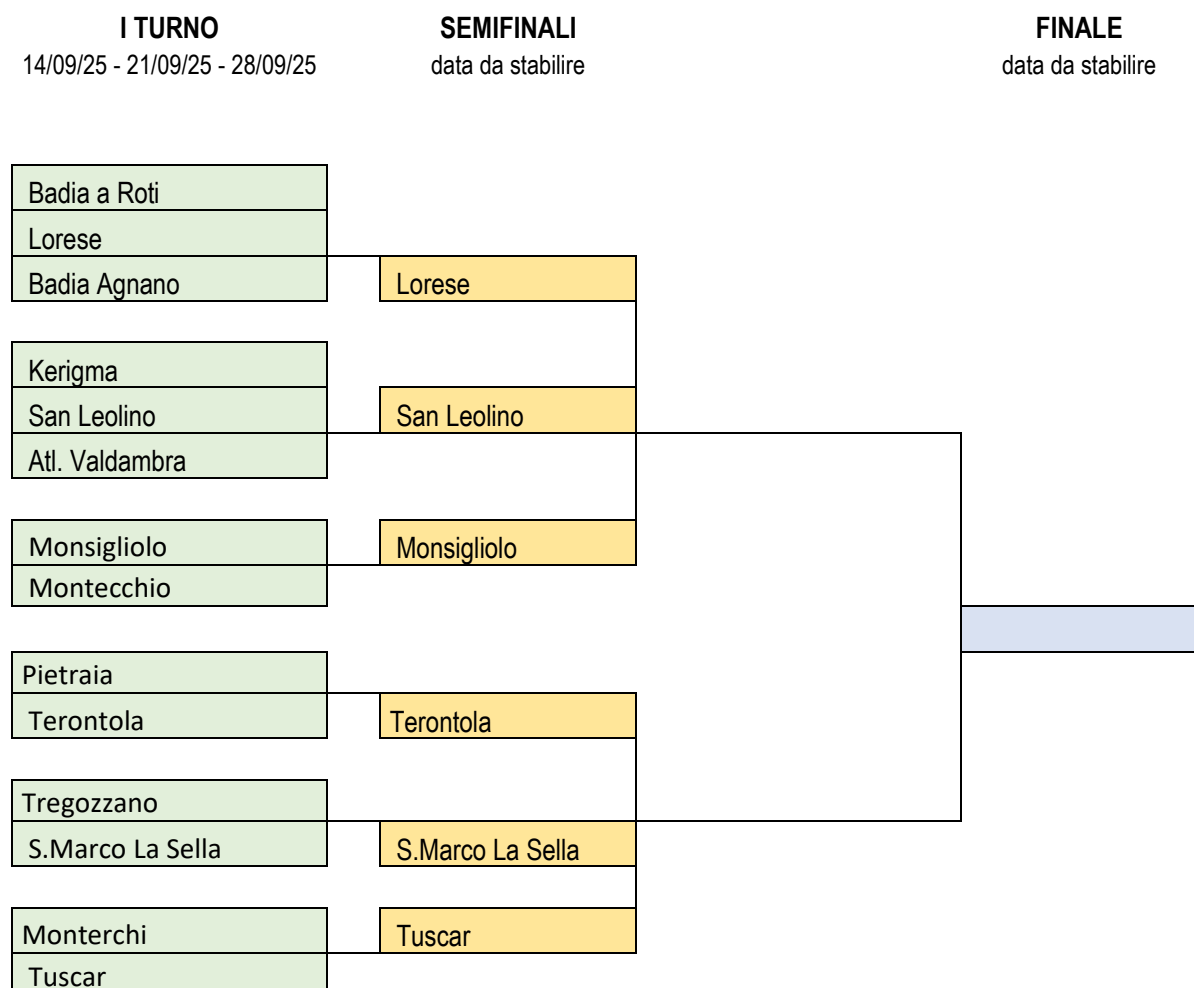 I TURNO SEMIFINALI FINALE
14/09/25 - 21/09/25 - 28/09/25 data da stabilire data da stabilire
Badia a Roti
Lorese
Badia Agnano Lorese
Kerigma
San Leolino San Leolino
Atl. Valdambra
Monsigliolo Monsigliolo
Montecchio
Pietraia
Terontola Terontola
Tregozzano
S.Marco La Sella S.Marco La Sella
Monterchi Tuscar
Tuscar